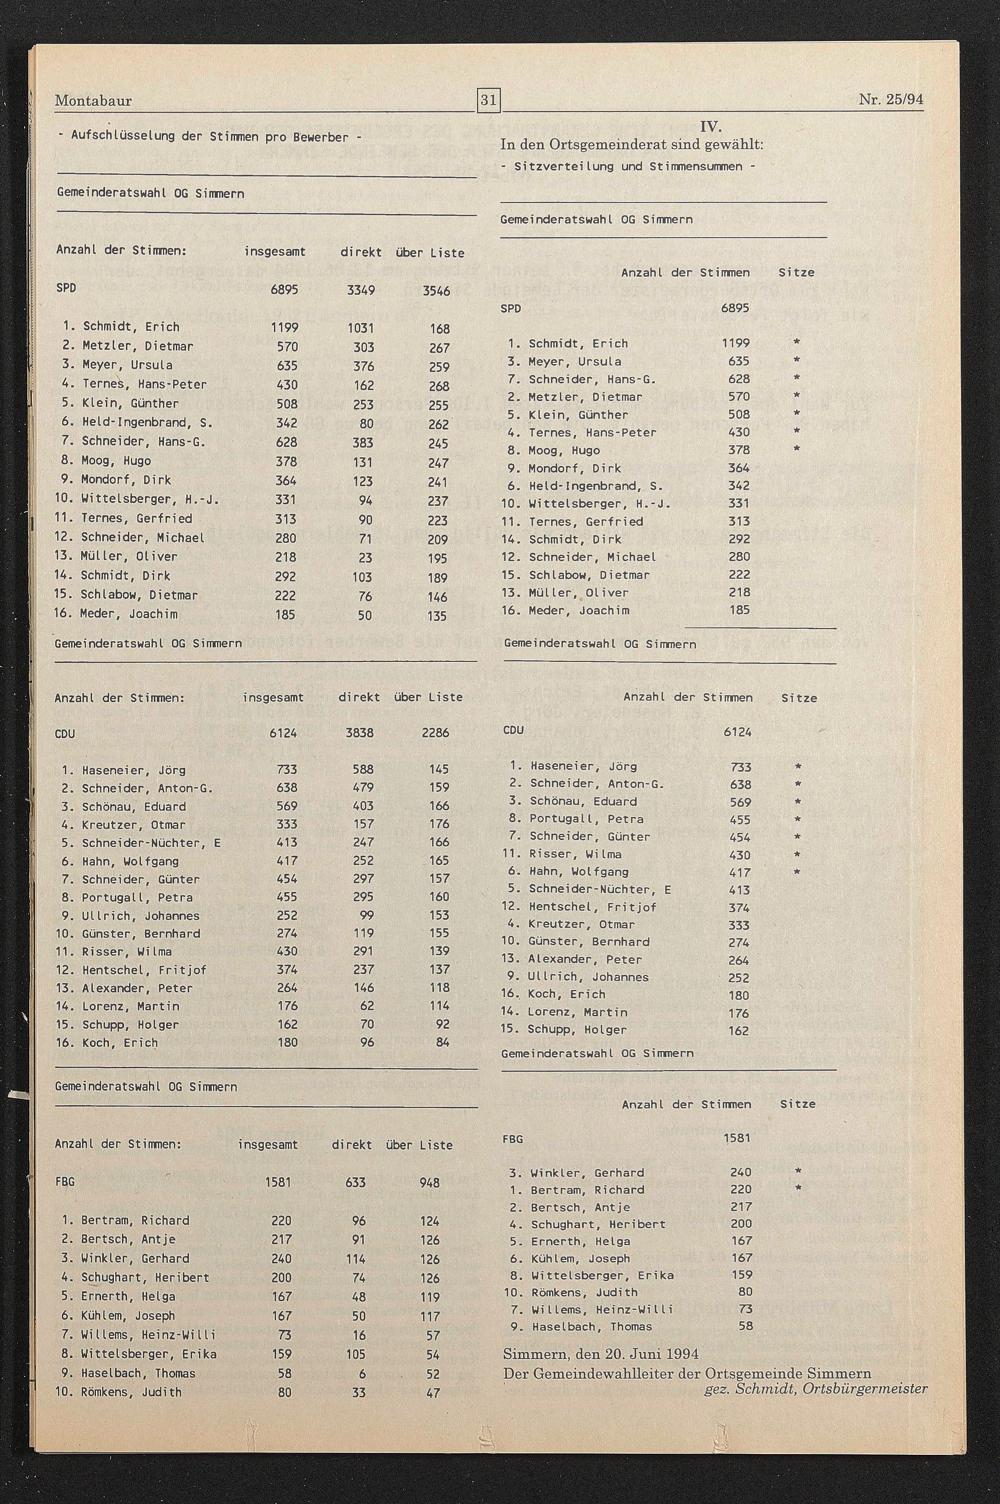 Montabaur 31 Nr. 25/94
- Aufschlüsselung der Stimmen pro Bewerber -
Gemeinderatswahl OG Simmern
Anzahl der Stimmen: insgesamt direkt über Liste
SPD 6895 3349 3546
1. Schmidt, Erich 1199 1031 168
2. Metzler, Dietmar 570 303 267
3. Meyer, Ursula 635 376 259
4. Ternes, Hans-Peter 430 162 268
5. Klein, Günther 508 253 255
6. Held-Ingenbrand, S. 342 80 262
7. Schneider, Hans-G. 628 383 245
8. Moog, Hugo 378 131 247
9. Mondorf, Dirk 364 123 241
10. Wittelsberger, H.-J. 331 94 237
11. Ternes, Gerfried 313 90 223
12. Schneider, Michael 280 71 209
13. Müller, Oliver 218 23 195
14. Schmidt, Dirk 292 103 189
15. Schlabow, Dietmar 222 76 146
16. Meder, Joachim 185 50 135
Gemeinderatswahl OG Simmern
Anzahl der Stimmen: insgesamt direkt über Liste
CDU 6124 3838 2286
1. Haseneier, Jörg 733 588 145
2. Schneider, Anton-G. 638 479 159
3. Schönau, Eduard 569 403 166
4. Kreutzer, Otmar 333 157 176
5. Schneider-Nüchter, E 413 247 166
6. Hahn, Wolfgang 417 252 165
7. Schneider, Günter 454 297 157
8. Portugall, Petra 455 295 160
9. Ullrich, Johannes 252 99 153
10. Günster, Bernhard 274 119 155
11. Risser, Wilma 430 291 139
12. Hentschel, Fritjof 374 237 137
13. Alexander, Peter 264 146 118
14. Lorenz, Martin 176 62 114
15. Schupp, Holger 162 70 92
16. Koch, Erich 180 96 84
Gemeinderatswahl OG Simmern
Anzahl der Stimmen: insgesamt direkt über Liste
FBG 1581 633 948
1. Bertram, Richard 220 96 124
2. Bertsch, Antje 217 91 126
3. Winkler, Gerhard 240 114 126
4. Schughart, Heribert 200 74 126
5. Ernerth, Helga 167 48 119
6. Kühlem, Joseph 167 50 117
7. Willems, Heinz-Willi 73 16 57
8. Wittelsberger, Erika 159 105 54
9. Haselbach, Thomas 58 6 52
10. Römkens, Judith 80 33 47
IV.
In den Ortsgemeinderat sind gewählt:
- Sitzverteilung und Stimmensummen -
Gemeinderatswahl OG Simmern
Anzahl der Stimmen Sitze
SPD 6895
1. Schmidt, Erich 1199 *
3. Meyer, Ursula 635 *
7. Schneider, Hans-G. 628 *
2. Metzler, Dietmar 570 *
5. Klein, Günther 508 *
4. Ternes, Hans-Peter 430 *
8. Moog, Hugo 378 *
9. Mondorf, Dirk 364
6. Held-Ingenbrand, S. 342
10. Wittelsberger, H.-J. 331
11. Ternes, Gerfried 313
14. Schmidt, Dirk 292
12. Schneider, Michael 280
15. Schlabow, Dietmar 222
13. Müller, Oliver 218
16. Meder, Joachim 185
Gemeinderatswahl OG Simmern
Anzahl der Stimmen Sitze
CDU 6124
1. Haseneier, Jörg 733 *
2. Schneider, Anton-G. 638 *
3. Schönau, Eduard 569 *
8. Portugall, Petra 455 *
7. Schneider, Günter 454 *
11. Risser, Wilma 430 *
6. Hahn, Wolfgang 417 *
5. Schneider-Nüchter, E 413
12. Hentschel, Fritjof 374
4. Kreutzer, Otmar 333
10. Günster, Bernhard 274
13. Alexander, Peter 264
9. Ullrich, Johannes 252
16. Koch, Erich 180
14. Lorenz, Martin 176
15. Schupp, Holger 162
Gemeinderatswahl OG Simmern
Anzahl der Stimmen Sitze
FBG 1581
3. Winkler, Gerhard 240 *
1. Bertram, Richard 220 *
2. Bertsch, Antje 217
4. Schughart, Heribert 200
5. Ernerth, Helga 167
6. Kühlem, Joseph 167
8. Wittelsberger, Erika 159
10. Römkens, Judith 80
7. Willems, Heinz-Willi 73
9. Haselbach, Thomas 58
Simmern, den 20. Juni 1994
Der Gemeindewahlleiter der Ortsgemeinde Simmern
gez. Schmidt, Ortsbürgermeister